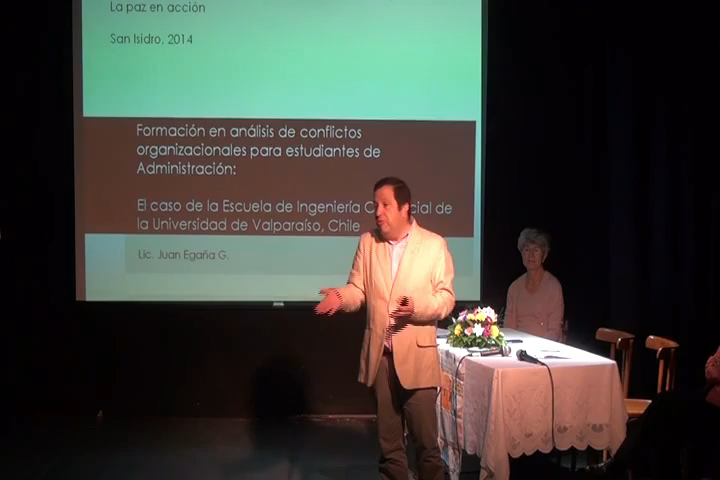 La paz en acción
San Isidro, 2014
Formación en análisis de conflictos
organizacionales para estudiantes de
Administración:
El caso de la Escuela de Ingeniería C cial de
la Universidad de Valparaíso, Chile
Lic. Juan Egaña G.